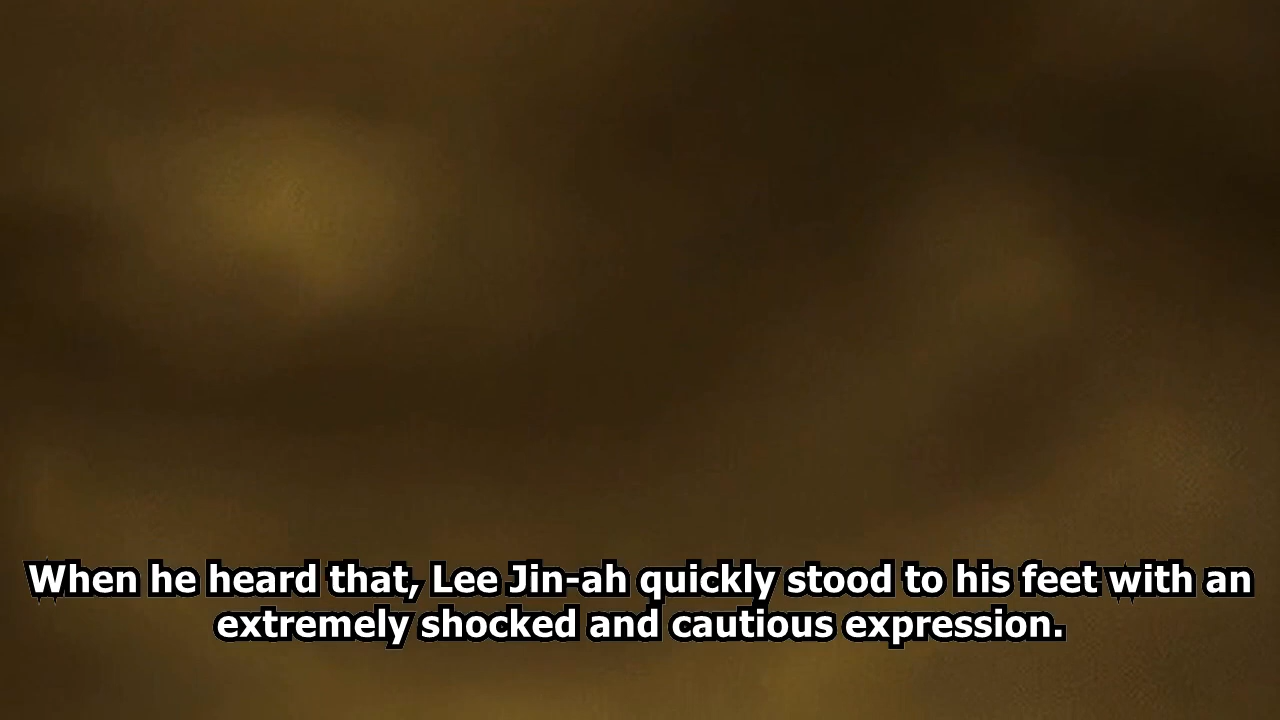 When he heard that, Lee Jin-ah quickly stood to his feet with an
extremely shocked and cautious expression.